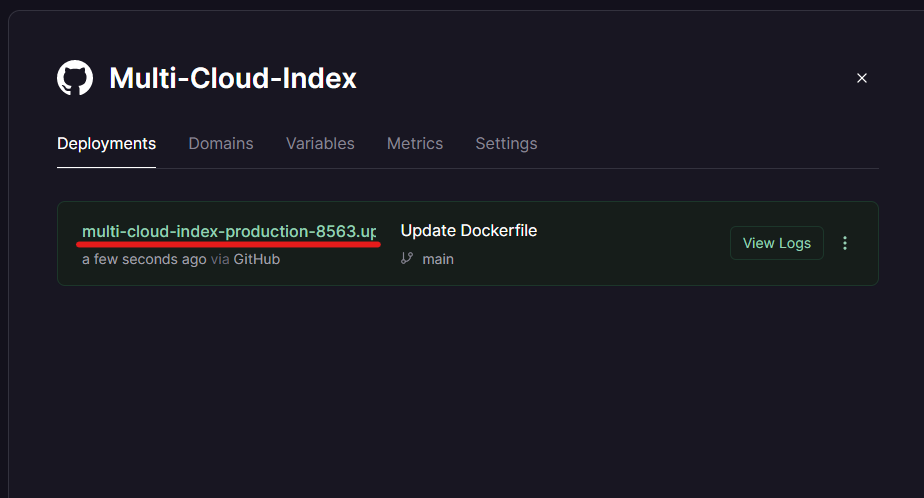 Multi-Cloud-Index
Deployments Domains Variables Metrics Settings
multi-cloud-index-production-8563.up
Update Dockerfile
a few seconds ago via GitHub
main
View Logs